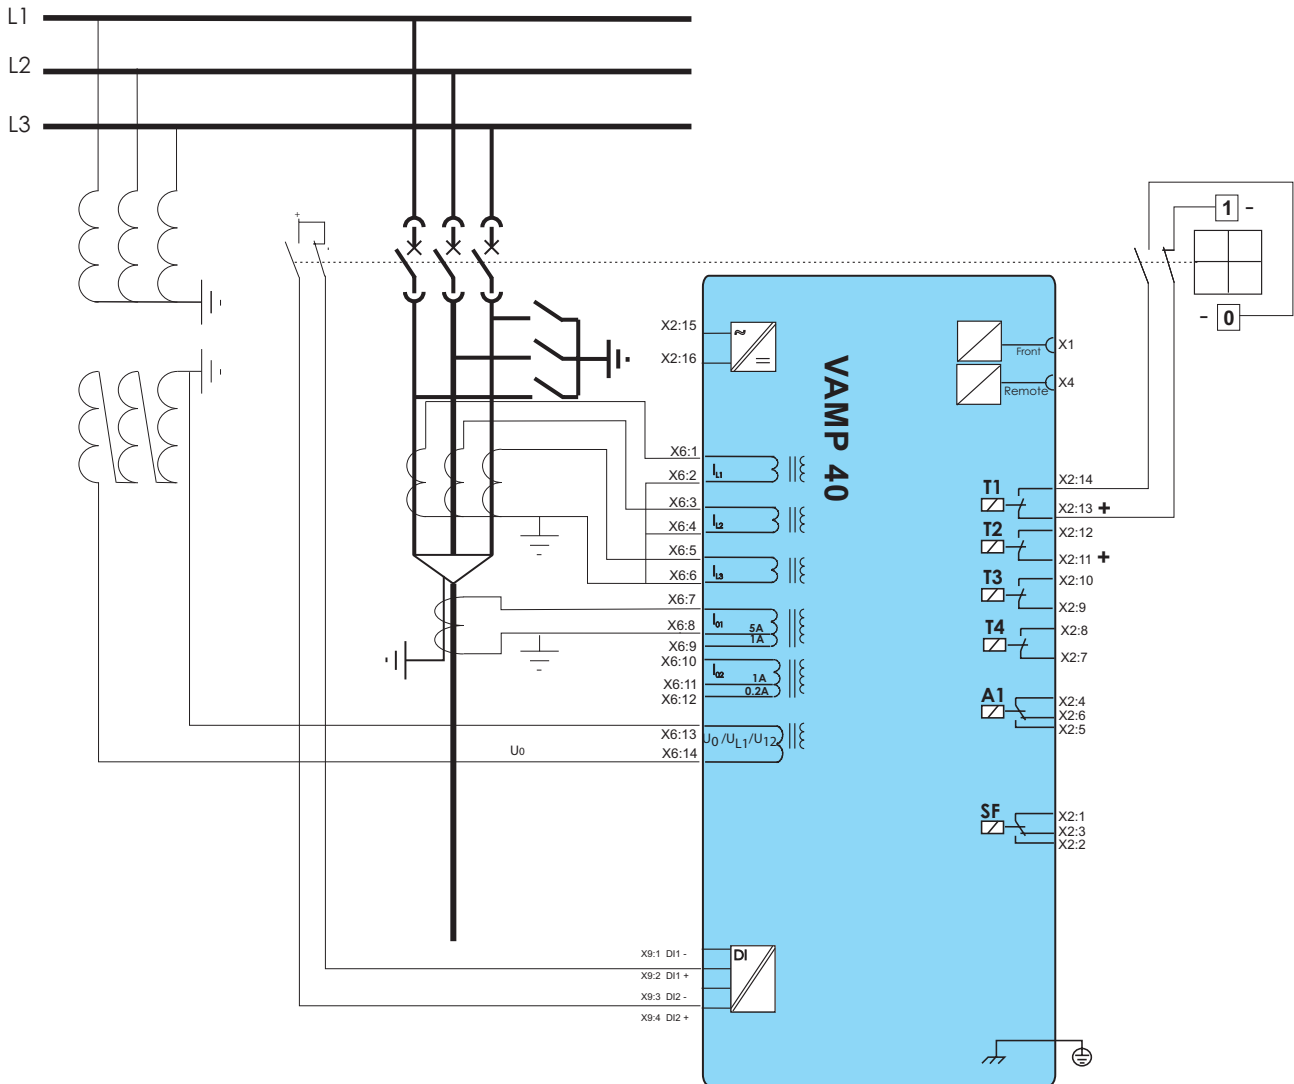 L1
L2
L3
+
1 -
- 0
X2:15
X2:16
VAMP 40
Front
X1
Remote
X4
X6:1
X6:2
X6:3
X6:4
X6:5
X6:6
X6:7
X6:8
X6:9
X6:10
X6:11
X6:12
X6:13
X6:14
IL1
IL2
IL3
I01
5A
1A
I02
1A
0.2A
U0 /UL1/U12
U0
T1
X2:14
X2:13 +
T2
X2:12
X2:11 +
T3
X2:10
X2:9
T4
X2:8
X2:7
A1
X2:4
X2:6
X2:5
SF
X2:1
X2:3
X2:2
X9:1 DI1 -
X9:2 DI1 +
X9:3 DI2 -
X9:4 DI2 +
DI